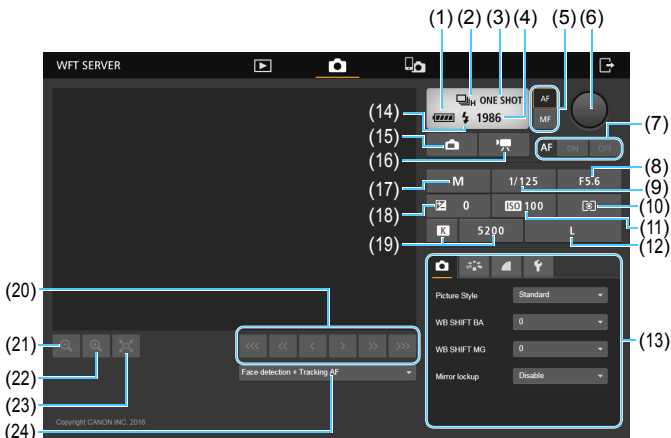 (1) (2) (3) (4) (5) (6)
WFT SERVER
H ONE SHOT
AF
(14)
1986
MF
(7)
(15)
(16)
AF ON OFF
(8)
(17)
M 1/125 F5.6
(9)
(18)
0 ISO 100
(10)
(11)
(19)
K 5200 L
(12)
(20)
Picture Style Standard
(13)
WB SHIFT BA 0
(21)
<<< << < > >> >>>
WB SHIFT MG 0
(22)
Face detection + Tracking AF
Mirror lockup Disable
(23)
Copyright CANON INC. 2016
(24)